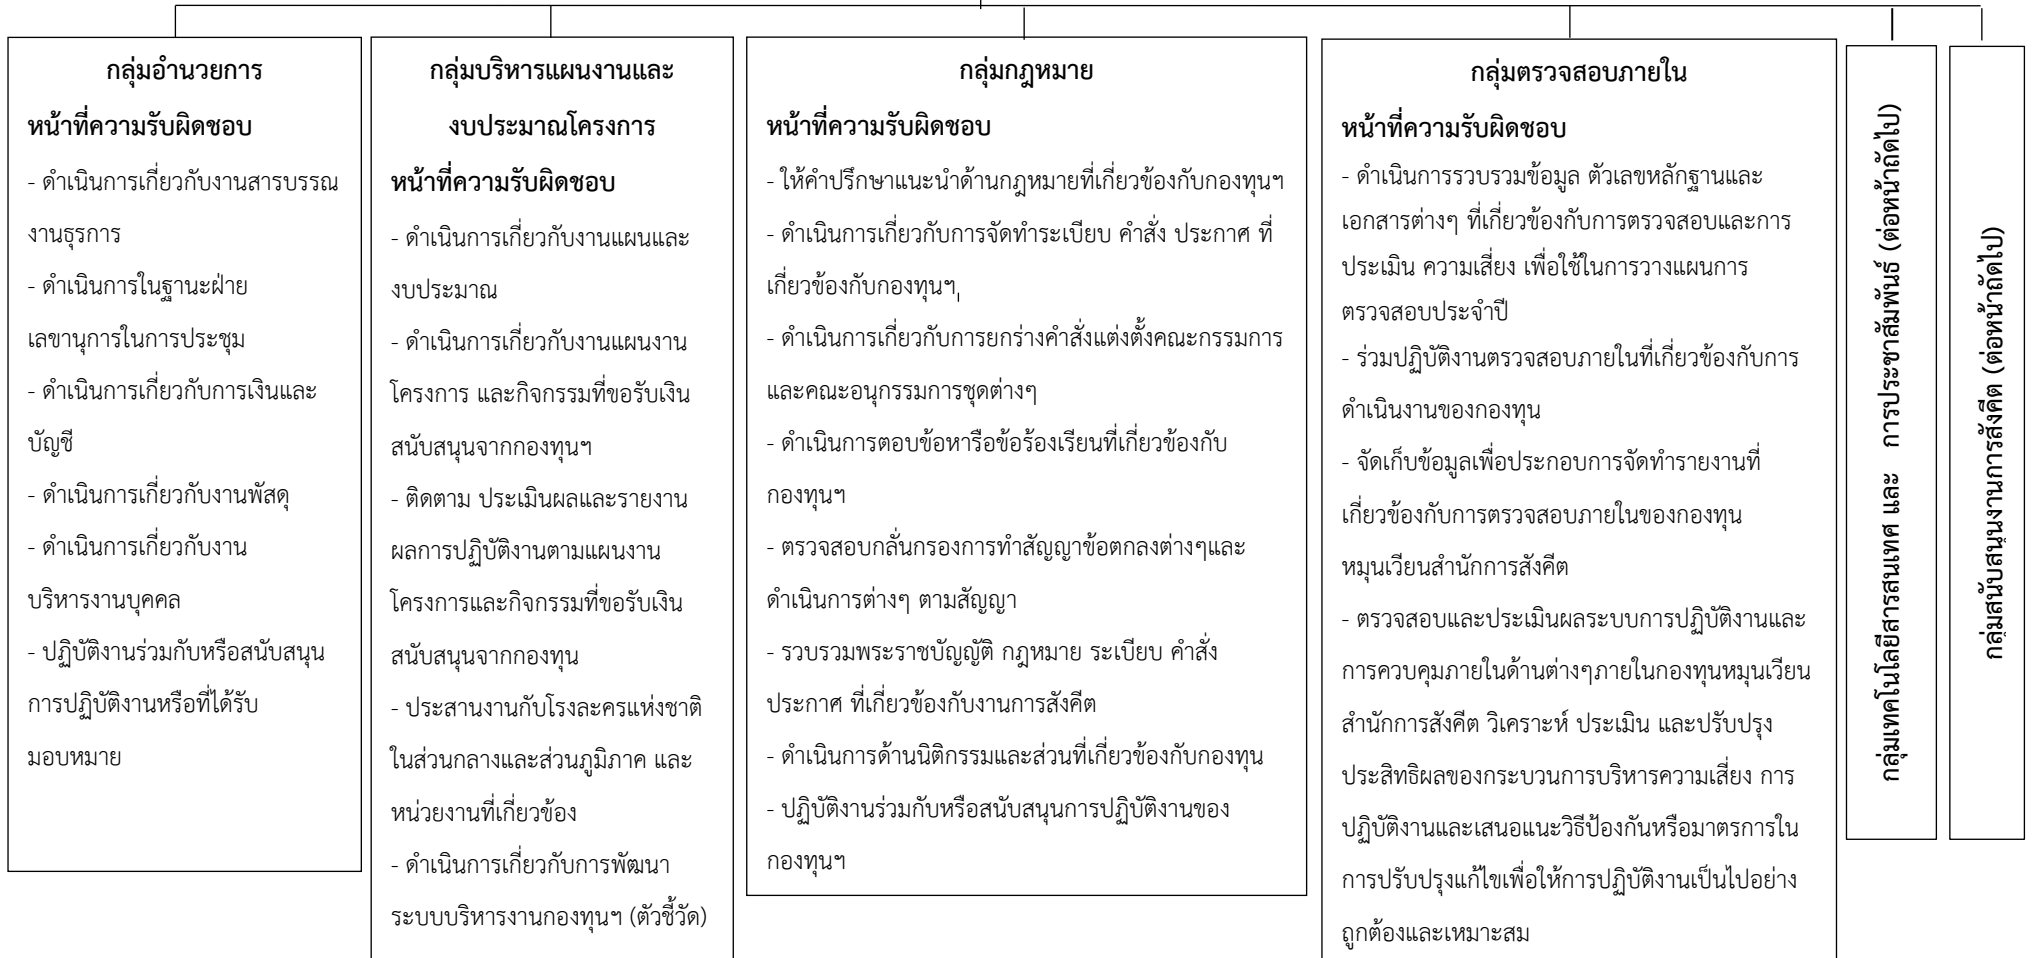 กลุ่มอำนวยการ
หน้าที่ความรับผิดชอบ
- ดำเนินการเกี่ยวกับงานสารบรรณ
งานธุรการ
- ดำเนินการในฐานะฝ่าย
เลขานุการในการประชุม
- ดำเนินการเกี่ยวกับการเงินและ
บัญชี
- ดำเนินการเกี่ยวกับงานพัสดุ
- ดำเนินการเกี่ยวกับงาน
บริหารงานบุคคล
- ปฏิบัติงานร่วมกับหรือสนับสนุน
การปฏิบัติงานหรือที่ได้รับ
มอบหมาย
กลุ่มบริหารแผนงานและ
งบประมาณโครงการ
หน้าที่ความรับผิดชอบ
- ดำเนินการเกี่ยวกับงานแผนและ
งบประมาณ
- ดำเนินการเกี่ยวกับงานแผนงาน
โครงการ และกิจกรรมที่ขอรับเงิน
สนับสนุนจากกองทุนฯ
- ติดตาม ประเมินผลและรายงาน
ผลการปฏิบัติงานตามแผนงาน
โครงการและกิจกรรมที่ขอรับเงิน
สนับสนุนจากกองทุน
- ประสานงานกับโรงละครแห่งชาติ
ในส่วนกลางและส่วนภูมิภาค และ
หน่วยงานที่เกี่ยวข้อง
- ดำเนินการเกี่ยวกับการพัฒนา
ระบบบริหารงานกองทุนฯ (ตัวชี้วัด)
กลุ่มกฎหมาย
หน้าที่ความรับผิดชอบ
- ให้คำปรึกษาแนะนำด้านกฎหมายที่เกี่ยวข้องกับกองทุนฯ
- ดำเนินการเกี่ยวกับการจัดทำระเบียบ คำสั่ง ประกาศ ที่
เกี่ยวข้องกับกองทุนฯ
- ดำเนินการเกี่ยวกับการยกร่างคำสั่งแต่งตั้งคณะกรรมการ
และคณะอนุกรรมการชุดต่างๆ
- ดำเนินการตอบข้อหารือข้อร้องเรียนที่เกี่ยวข้องกับ
กองทุนฯ
- ตรวจสอบกลั่นกรองการทำสัญญาข้อตกลงต่างๆและ
ดำเนินการต่างๆ ตามสัญญา
- รวบรวมพระราชบัญญัติ กฎหมาย ระเบียบ คำสั่ง
ประกาศ ที่เกี่ยวข้องกับงานการสังคีต
- ดำเนินการด้านนิติกรรมและส่วนที่เกี่ยวข้องกับกองทุน
- ปฏิบัติงานร่วมกับหรือสนับสนุนการปฏิบัติงานของ
กองทุนฯ
กลุ่มตรวจสอบภายใน
หน้าที่ความรับผิดชอบ
- ดำเนินการรวบรวมข้อมูล ตัวเลขหลักฐานและ
เอกสารต่างๆ ที่เกี่ยวข้องกับการตรวจสอบและการ
ประเมิน ความเสี่ยง เพื่อใช้ในการวางแผนการ
ตรวจสอบประจำปี
- ร่วมปฏิบัติงานตรวจสอบภายในที่เกี่ยวข้องกับการ
ดำเนินงานของกองทุน
- จัดเก็บข้อมูลเพื่อประกอบการจัดทำรายงานที่
เกี่ยวข้องกับการตรวจสอบภายในของกองทุน
หมุนเวียนสำนักการสังคีต
- ตรวจสอบและประเมินผลระบบการปฏิบัติงานและ
การควบคุมภายในด้านต่างๆภายในกองทุนหมุนเวียน
สำนักการสังคีต วิเคราะห์ ประเมิน และปรับปรุง
ประสิทธิผลของกระบวนการบริหารความเสี่ยง การ
ปฏิบัติงานและเสนอแนะวิธีป้องกันหรือมาตรการใน
การปรับปรุงแก้ไขเพื่อให้การปฏิบัติงานเป็นไปอย่าง
ถูกต้องและเหมาะสม
กลุ่มเทคโนโลยีสารสนเทศ และ การประชาสัมพันธ์ (ต่อหน้าถัดไป)
กลุ่มสนับสนุนงานการสังคีต (ต่อหน้าถัดไป)